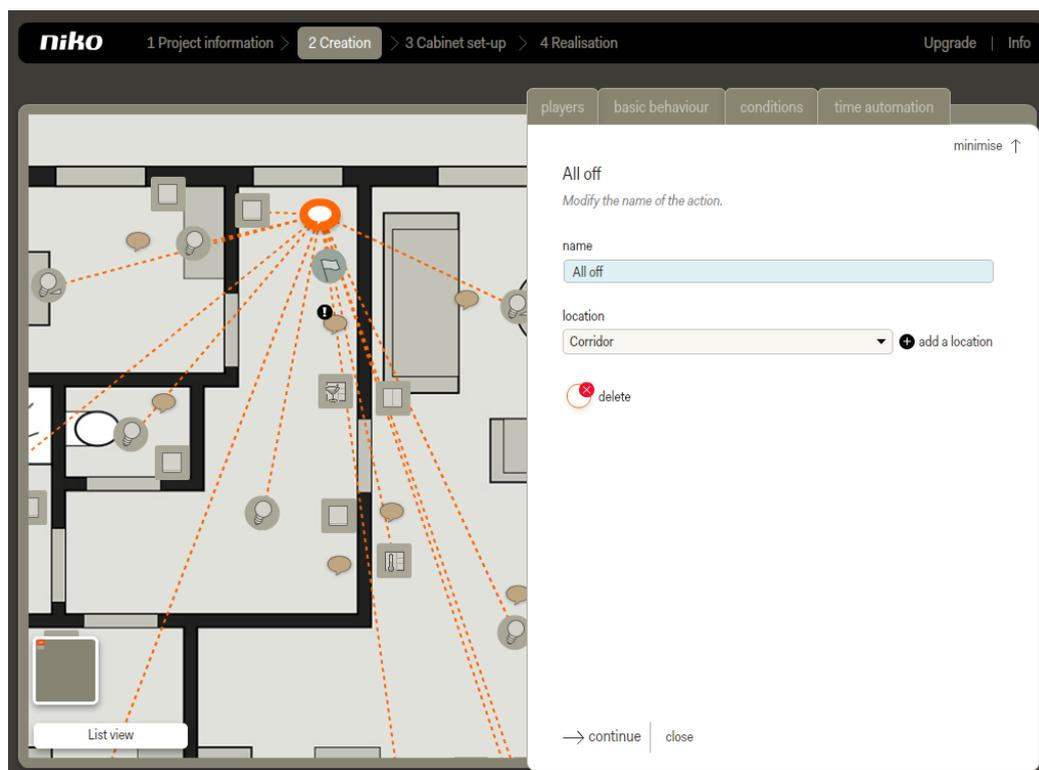 niko
1 Project information > 2 Creation > 3 Cabinet set-up > 4 Realisation
Upgrade | Info
players
basic behaviour
conditions
time automation
minimise ↑
All off
Modify the name of the action.
name
All off
location
Corridor
add a location
delete
List view
continue
close